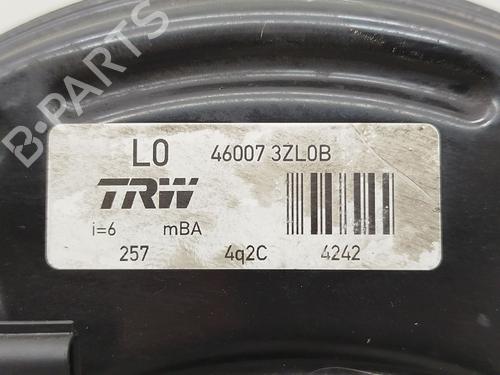 B-PARTS
L0 46007 3ZL0B
TRW
i=6 mBA
257 4q2C 4242